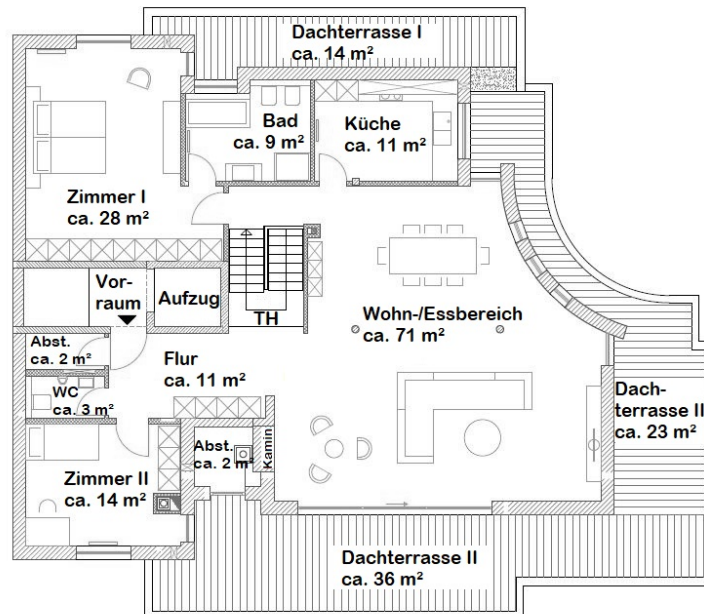 Dachterrasse I
ca. 14 m²
Bad
ca. 9 m²
Küche
ca. 11 m²
Zimmer I
ca. 28 m²
Vor-
raum
Aufzug
TH
Wohn-/Essbereich
ca. 71 m²
Abst.
ca. 2 m²
Flur
ca. 11 m²
WC
ca. 3 m²
Dach-
terrasse II
ca. 23 m²
Abst.
ca. 2 m²
Kamin
Zimmer II
ca. 14 m²
Dachterrasse II
ca. 36 m²